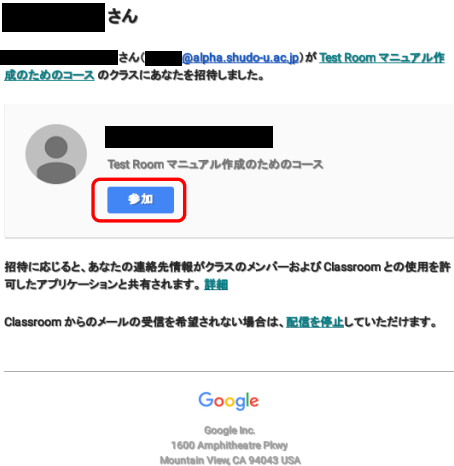 さん
さん（@alpha.shudo-u.ac.jp）が Test Room マニュアル作
成のためのコース のクラスにあなたを招待しました。
Test Room マニュアル作成のためのコース
参加
招待に応じると、あなたの連絡先情報がクラスのメンバーおよび Classroom との使用を許
可したアプリケーションと共有されます。 詳細
Classroom からのメールの受信を希望されない場合は、配信を停止していただけます。
Google
Google Inc.
1600 Amphitheatre Pkwy
Mountain View, CA 94043 USA